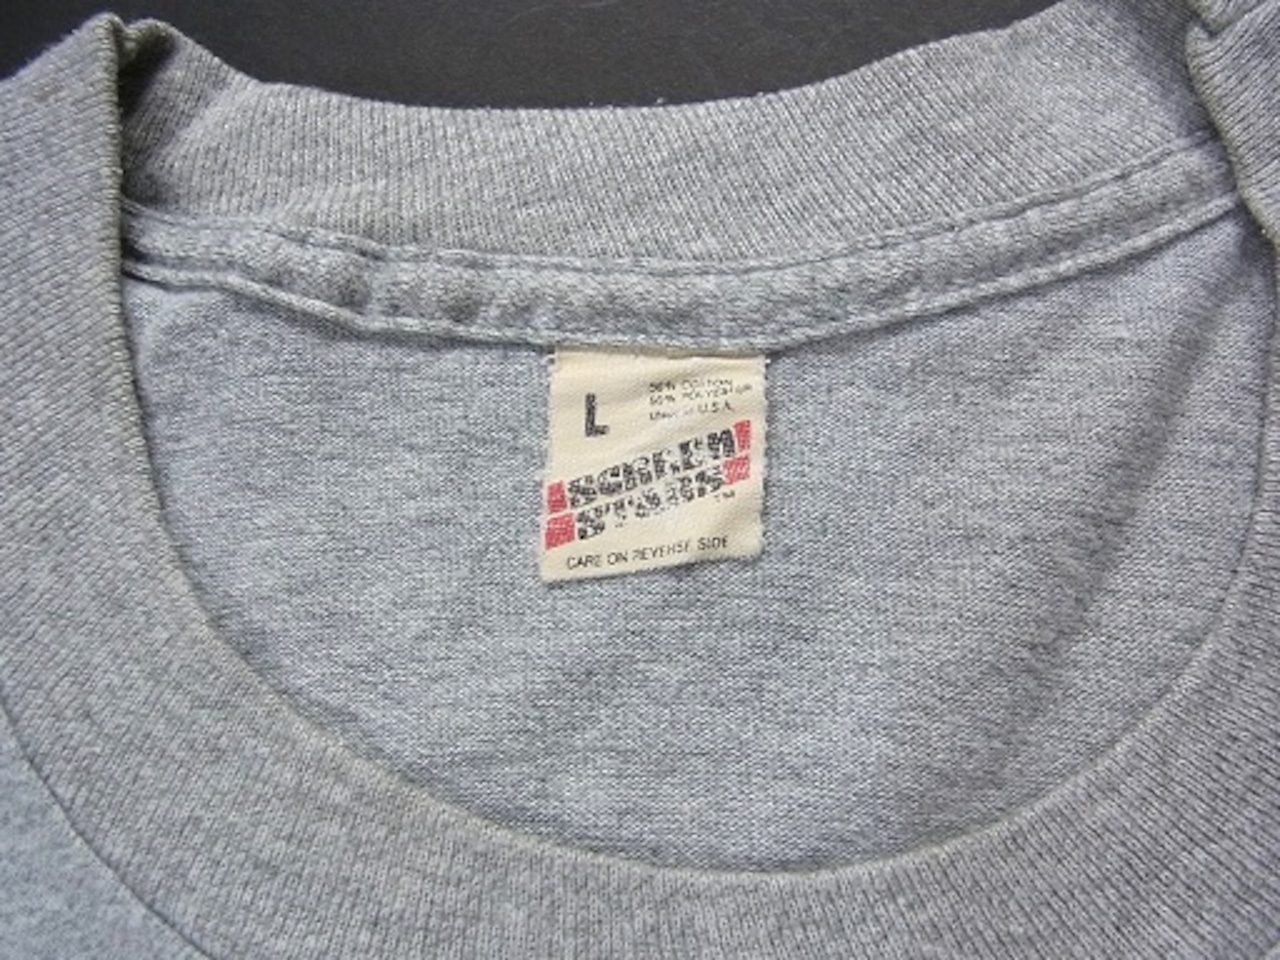 L
50% COTTON
50% POLYESTER
MADE IN U.S.A.
SCREEN
STARS
™
CARE ON REVERSE SIDE